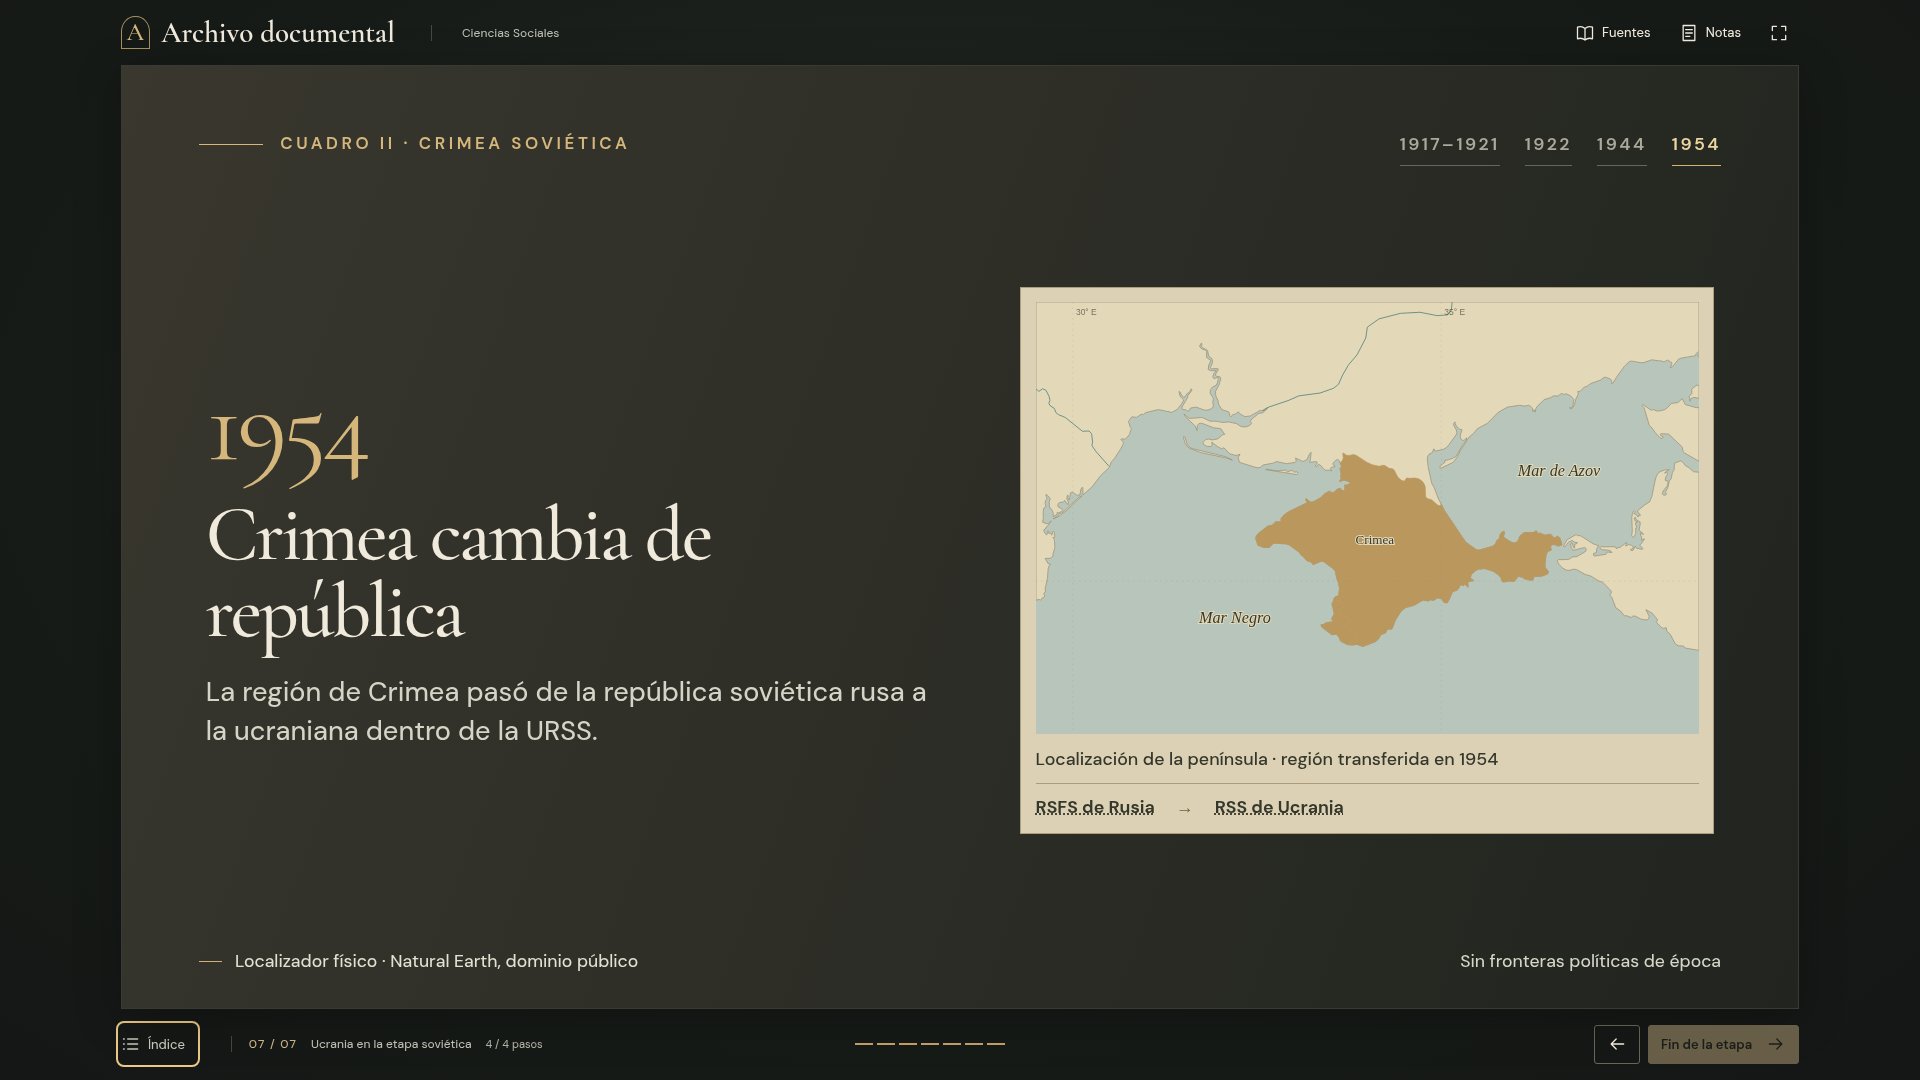 A Archivo documental
Ciencias Sociales
Fuentes
Notas
CUADRO II · CRIMEA SOVIÉTICA
1917–1921 1922 1944 1954
1954
Crimea cambia de
república
La región de Crimea pasó de la república soviética rusa a
la ucraniana dentro de la URSS.
30° E
35° E
Mar de Azov
Crimea
Mar Negro
Localización de la península · región transferida en 1954
RSFS de Rusia → RSS de Ucrania
Localizador físico · Natural Earth, dominio público
Sin fronteras políticas de época
Índice
07 / 07 Ucrania en la etapa soviética 4 / 4 pasos
Fin de la etapa